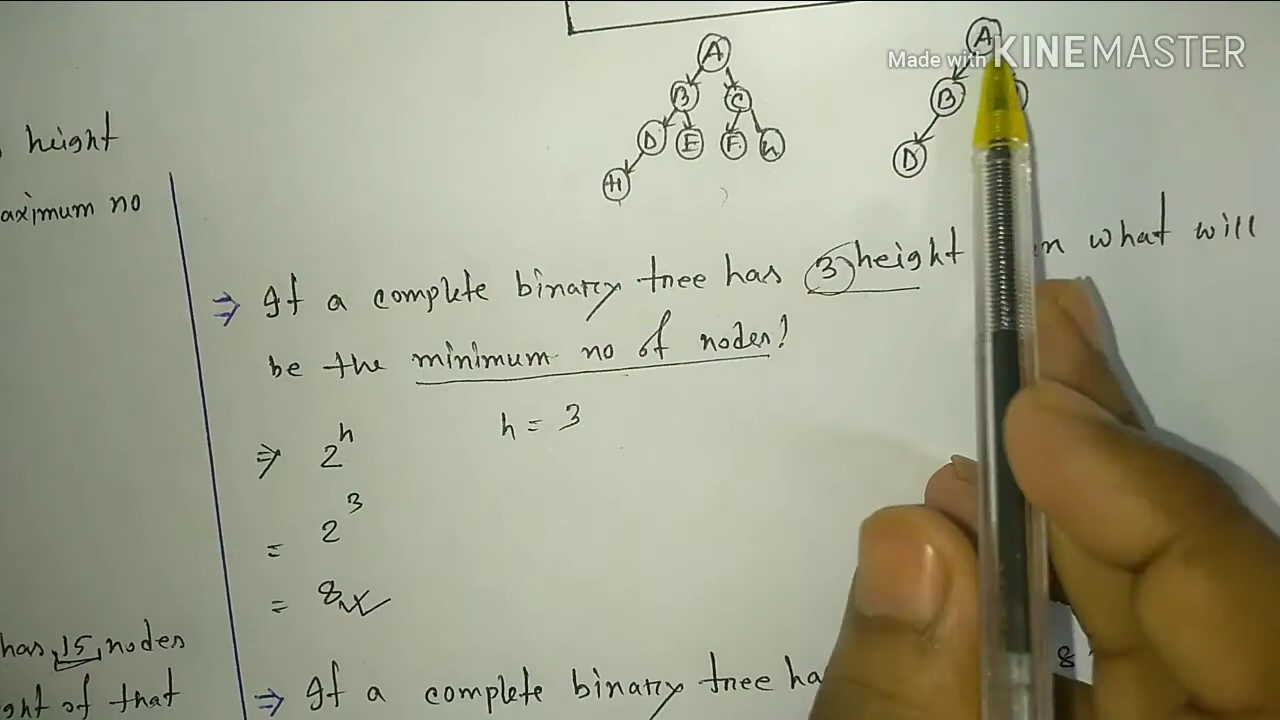 Made with KINEMASTER
A
A
B
C
B
D
E
F
G
D
H
height
aximum no
⇒ If a complete binary tree has 3 height what will
be the minimum no of nodes?
h = 3
⇒ 2^h
= 2^3
= 8
has 15 nodes
ght of that
⇒ If a complete binary tree ha
8